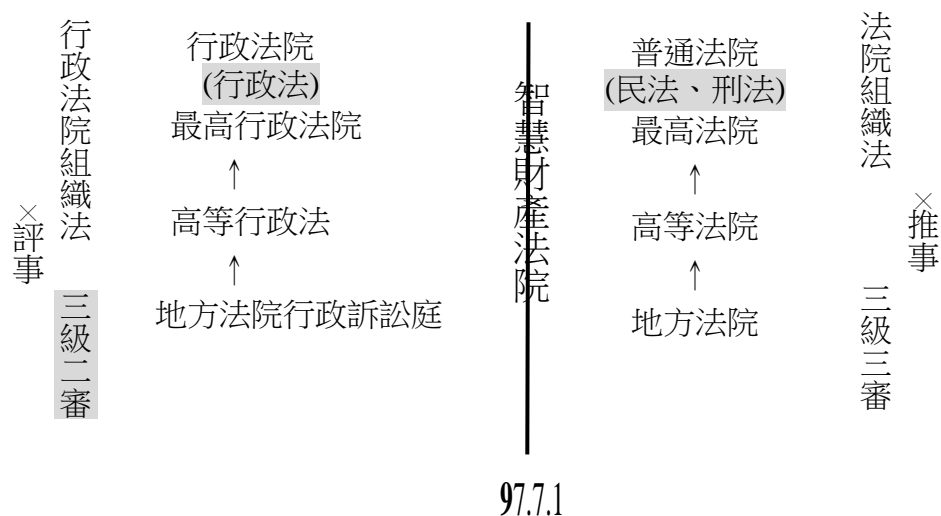 行政法院組織法
×評事
三級二審
行政法院
(行政法)
最高行政法院
↑
高等行政法
↑
地方法院行政訴訟庭
智慧財產法院
97.7.1
普通法院
(民法、刑法)
最高法院
↑
高等法院
↑
地方法院
法院組織法
×推事
三級三審